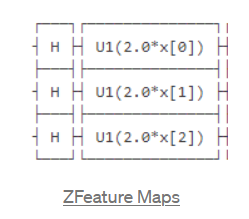 H U1(2.0*x[0])
H U1(2.0*x[1])
H U1(2.0*x[2])
ZFeature Maps